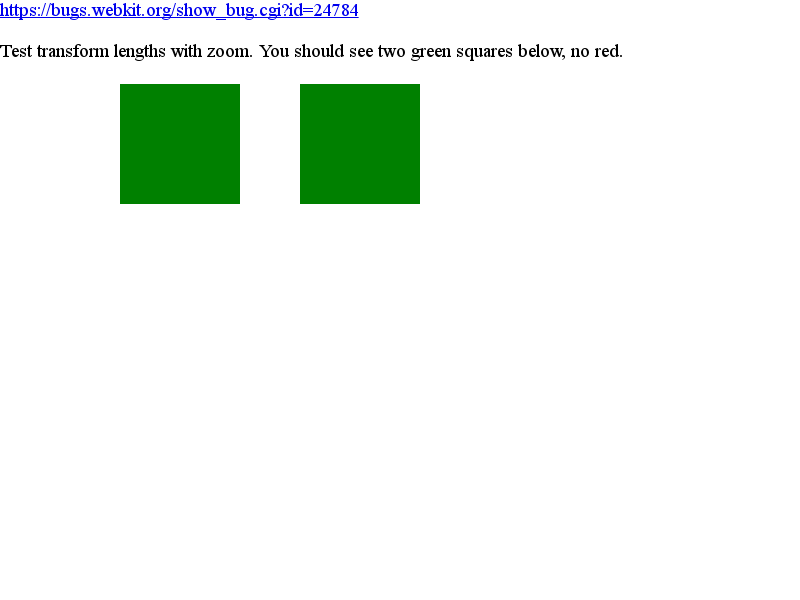 https://bugs.webkit.org/show_bug.cgi?id=24784
Test transform lengths with zoom. You should see two green squares below, no red.